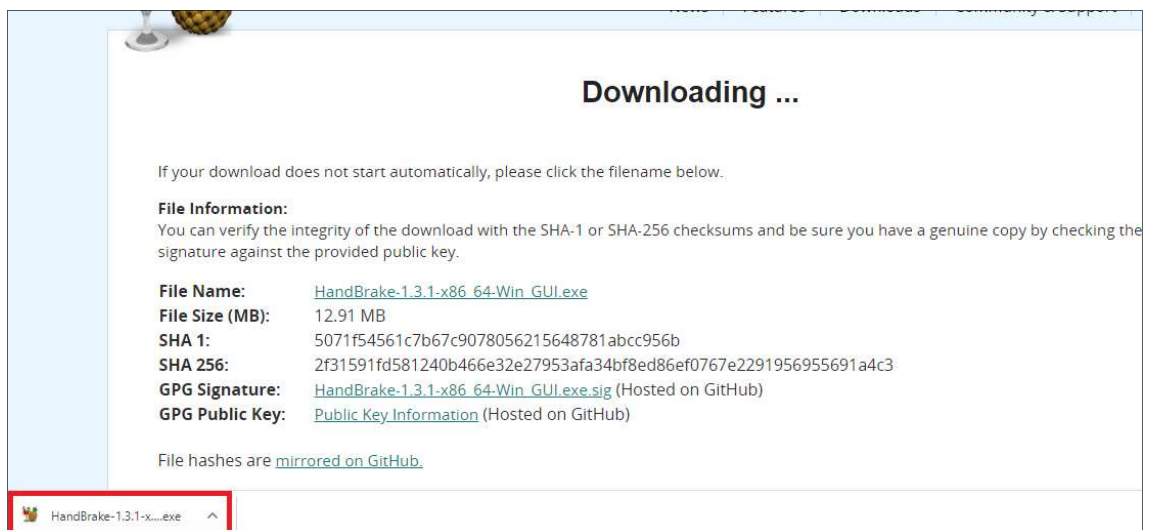 Downloading ...
If your download does not start automatically, please click the filename below.
File Information:
You can verify the integrity of the download with the SHA-1 or SHA-256 checksums and be sure you have a genuine copy by checking the
signature against the provided public key.
File Name: HandBrake-1.3.1-x86_64-Win_GUI.exe
File Size (MB): 12.91 MB
SHA 1: 5071f54561c7b67c9078056215648781abcc956b
SHA 256: 2f31591fd581240b466e32e27953afa34bf8ed86ef0767e2291956955691a4c3
GPG Signature: HandBrake-1.3.1-x86_64-Win_GUI.exe.sig (Hosted on GitHub)
GPG Public Key: Public Key Information (Hosted on GitHub)
File hashes are mirrored on GitHub.
HandBrake-1.3.1-x....exe